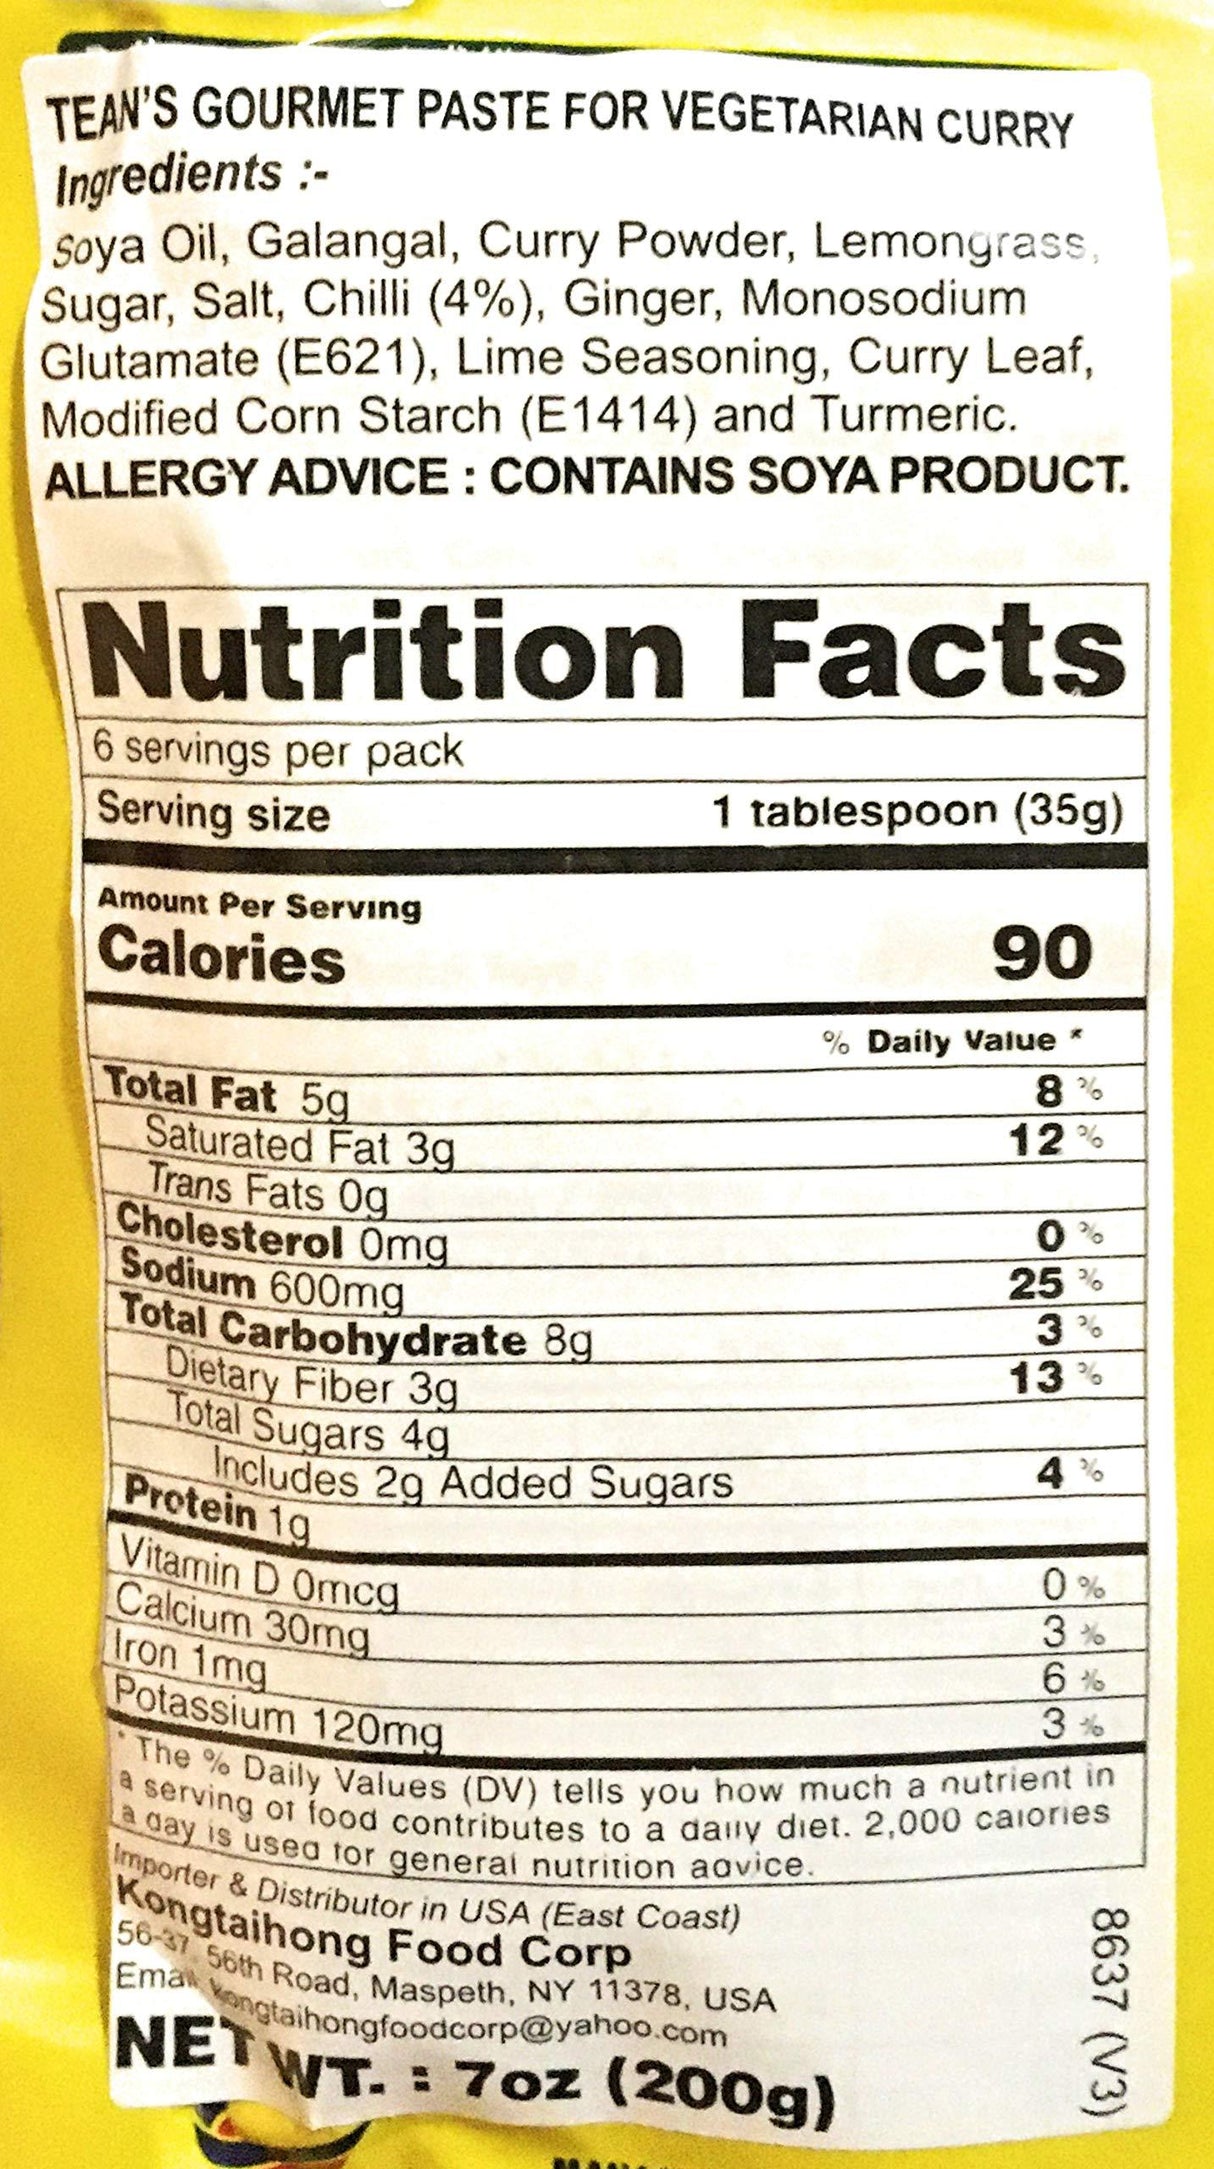 TEAN'S GOURMET PASTE FOR VEGETARIAN CURRY
Ingredients :-
Soya Oil, Galangal, Curry Powder, Lemongrass,
Sugar, Salt, Chilli (4%), Ginger, Monosodium
Glutamate (E621), Lime Seasoning, Curry Leaf,
Modified Corn Starch (E1414) and Turmeric.
ALLERGY ADVICE : CONTAINS SOYA PRODUCT.
Nutrition Facts
6 servings per pack
Serving size 1 tablespoon (35g)
Amount Per Serving
Calories 90
% Daily Value *
Total Fat 5g 8 %
Saturated Fat 3g 12 %
Trans Fats 0g
Cholesterol 0mg 0 %
Sodium 600mg 25 %
Total Carbohydrate 8g 3 %
Dietary Fiber 3g 13 %
Total Sugars 4g
Includes 2g Added Sugars 4 %
Protein 1g
Vitamin D 0mcg 0 %
Calcium 30mg 3 %
Iron 1mg 6 %
Potassium 120mg 3 %
* The % Daily Values (DV) tells you how much a nutrient in
a serving of food contributes to a daily diet. 2,000 calories
a day is used for general nutrition advice.
Importer & Distributor in USA (East Coast)
Kongtaihong Food Corp
56-37, 56th Road, Maspeth, NY 11378, USA
kongtaihongfoodcorp@yahoo.com
NET WT. : 7oz (200g)
8637 (V3)